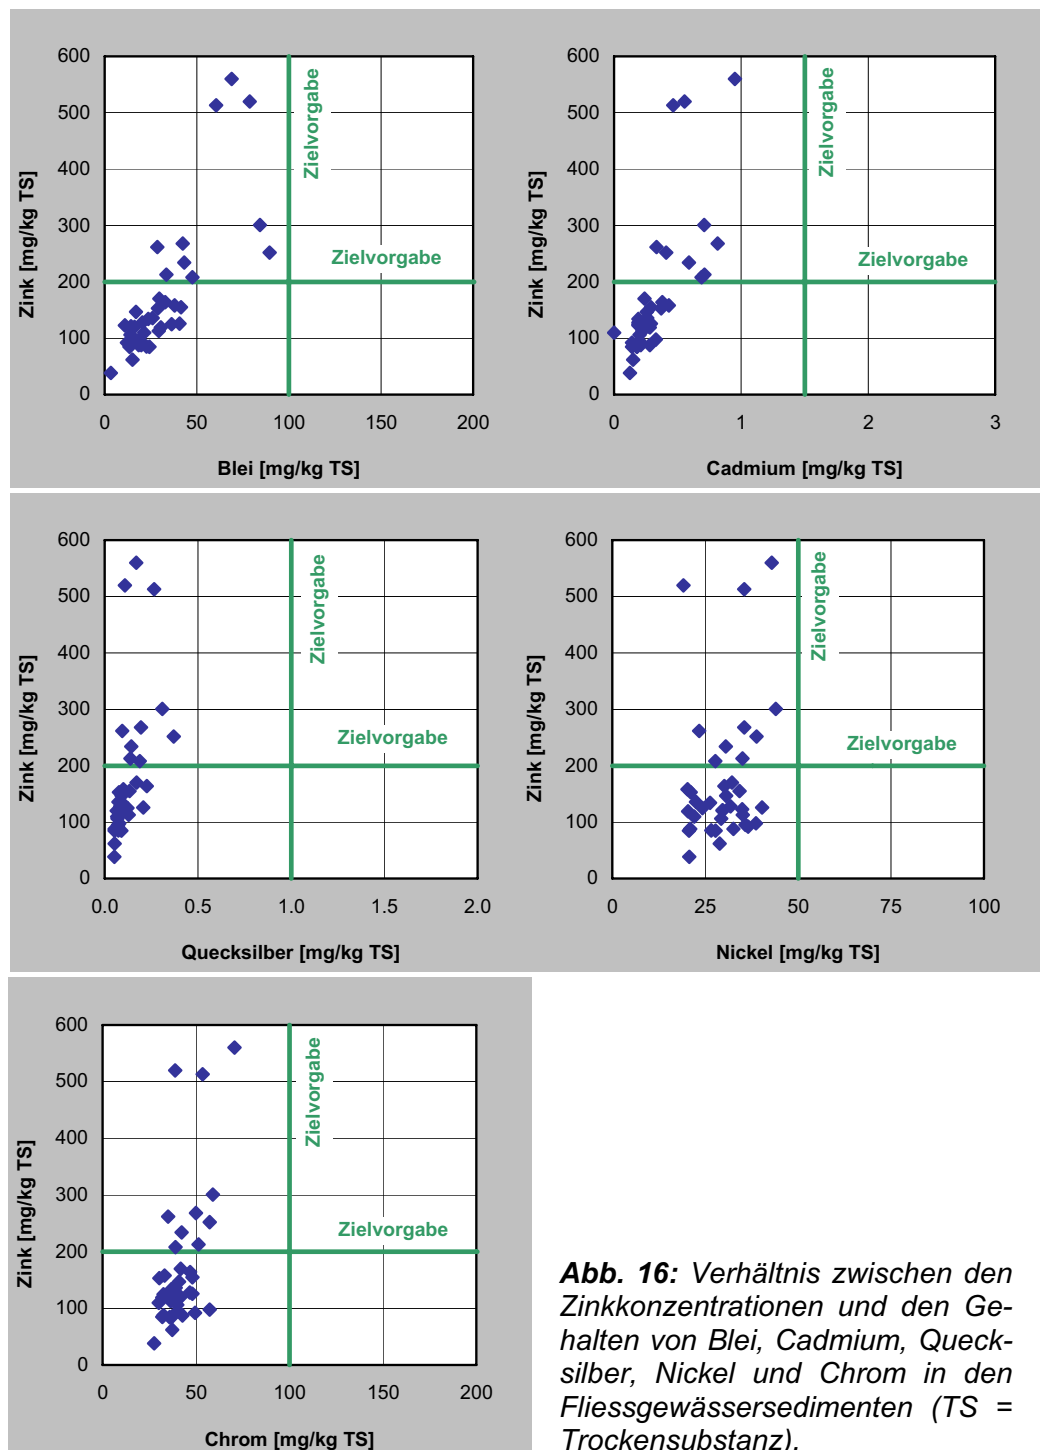 600
500
400
300
200
100
0
Zink [mg/kg TS]
Zielvorgabe
Zielvorgabe
0 50 100 150 200
Blei [mg/kg TS]
600
500
400
300
200
100
0
Zink [mg/kg TS]
Zielvorgabe
Zielvorgabe
0 1 2 3
Cadmium [mg/kg TS]
600
500
400
300
200
100
0
Zink [mg/kg TS]
Zielvorgabe
Zielvorgabe
0.0 0.5 1.0 1.5 2.0
Quecksilber [mg/kg TS]
600
500
400
300
200
100
0
Zink [mg/kg TS]
Zielvorgabe
Zielvorgabe
0 25 50 75 100
Nickel [mg/kg TS]
600
500
400
300
200
100
0
Zink [mg/kg TS]
Zielvorgabe
Zielvorgabe
0 50 100 150 200
Chrom [mg/kg TS]
Abb. 16: Verhältnis zwischen den
Zinkkonzentrationen und den Ge-
halten von Blei, Cadmium, Queck-
silber, Nickel und Chrom in den
Fliessgewässersedimenten (TS =
Trockensubstanz).